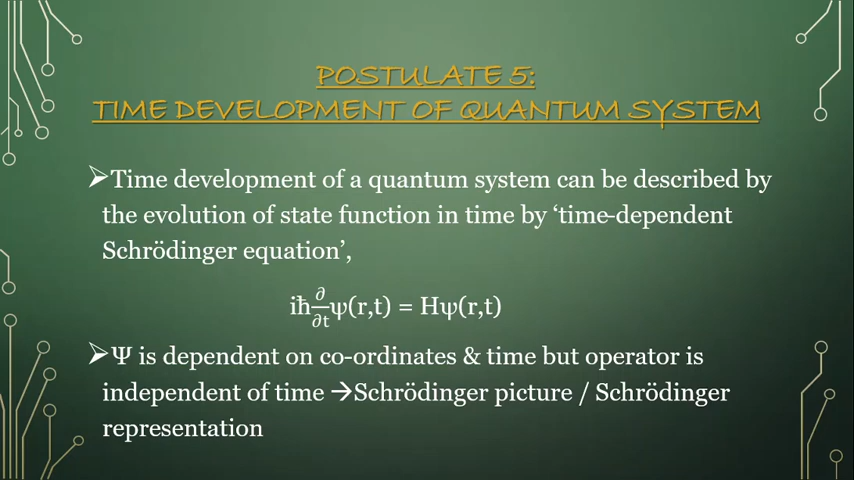 POSTULATE 5:
TIME DEVELOPMENT OF QUANTUM SYSTEM
➢Time development of a quantum system can be described by
the evolution of state function in time by ‘time-dependent
Schrödinger equation’,
iħ ∂/∂t ψ(r,t) = Hψ(r,t)
➢Ψ is dependent on co-ordinates & time but operator is
independent of time →Schrödinger picture / Schrödinger
representation